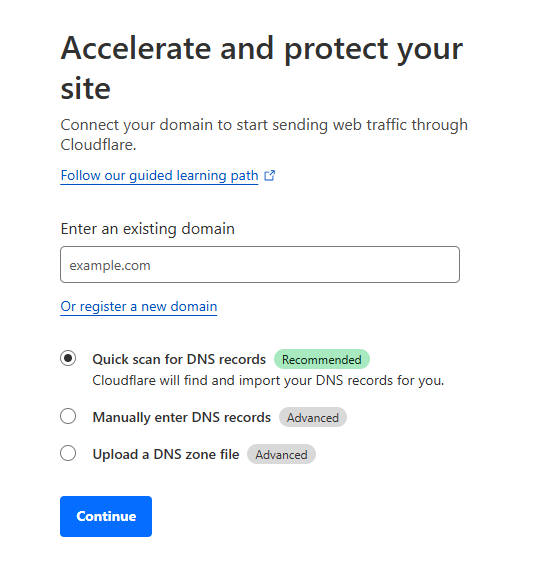 Accelerate and protect your
site
Connect your domain to start sending web traffic through
Cloudflare.
Follow our guided learning path
Enter an existing domain
example.com
Or register a new domain
Quick scan for DNS records Recommended
Cloudflare will find and import your DNS records for you.
Manually enter DNS records Advanced
Upload a DNS zone file Advanced
Continue